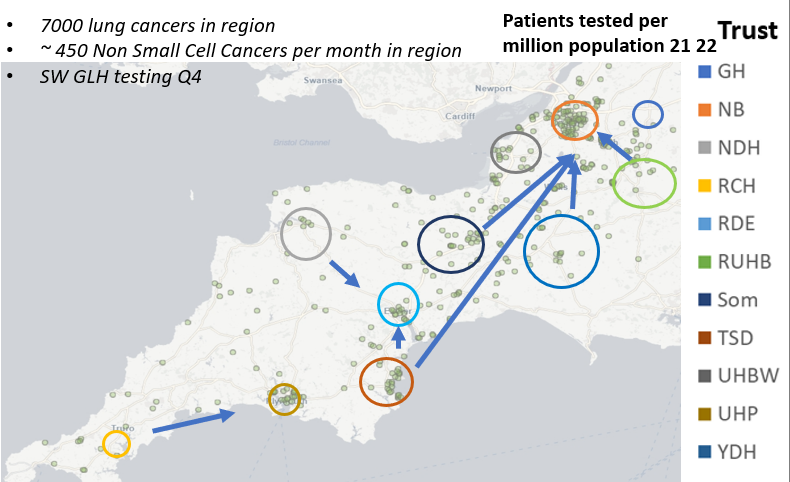 • 7000 lung cancers in region
• ~ 450 Non Small Cell Cancers per month in region
• SW GLH testing Q4
Patients tested per
million population 21 22
Trust
GH
NB
NDH
RCH
RDE
RUHB
Som
TSD
UHBW
UHP
YDH
Swansea
Newport
Cardiff
Bristol Channel
Plymouth
Truro